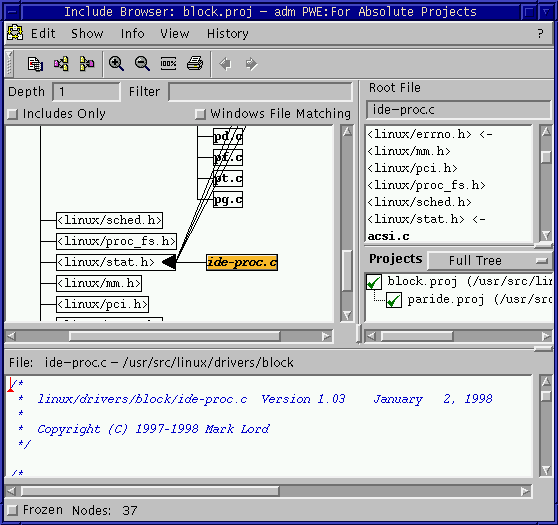 Include Browser: block.proj – adm PWE:For Absolute Projects
Edit Show Info View History ?
100%
Depth 1 Filter
Includes Only Windows File Matching
Root File
ide-proc.c
pd.c
pf.c
pt.c
pg.c
<linux/sched.h>
<linux/proc_fs.h>
<linux/stat.h>
ide-proc.c
<linux/mm.h>
<linux/pci.h>
<linux/errno.h> <-
<linux/mm.h>
<linux/pci.h>
<linux/proc_fs.h>
<linux/sched.h>
<linux/stat.h> <-
acsi.c
Projects Full Tree
block.proj (/usr/src/lin
paride.proj (/usr/sr
File: ide-proc.c – /usr/src/linux/drivers/block
/*
* linux/drivers/block/ide-proc.c Version 1.03 January 2, 1998
*
* Copyright (C) 1997-1998 Mark Lord
*/
/*
Frozen Nodes: 37